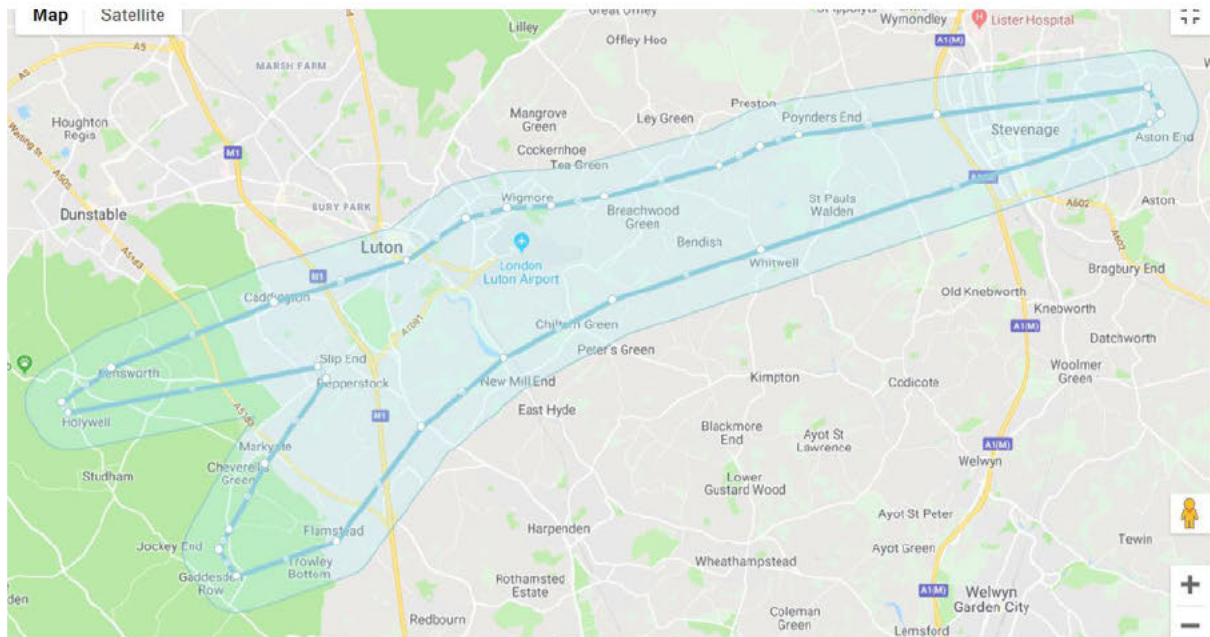 Map
Satellite
Great Offley
Wymondley
Lister Hospital
Lilley
Offley Hoo
A1(M)
A5
MARSH FARM
A5
Houghton
Regis
Mangrove
Green
Preston
Ley Green
Poynders End
Stevenage
Watling St
M1
Cockernhoe
Tea Green
Aston End
A505
BURY PARK
Wigmore
A602
Aston
Dunstable
Breachwood
Green
St Pauls
Walden
A602
Luton
Bendish
London
Luton Airport
Whitwell
Bragbury End
A5183
M1
Caddington
Old Knebworth
Knebworth
A1081
Chiltern Green
A1(M)
Datchworth
Peter's Green
Slip End
Kensworth
Pepperstock
New Mill End
Kimpton
Codicote
Woolmer
Green
A5183
M1
East Hyde
Holywell
Blackmore
End
Ayot St
Lawrence
A1(M)
Markyate
Studham
Cheverells
Green
Welwyn
Lower
Gustard Wood
Ayot St Peter
Jockey End
Flamstead
Harpenden
Tewin
Trowley
Bottom
Wheathampstead
Ayot Green
Gaddesden
Row
Rothamsted
Estate
A1(M)
Welwyn
Garden City
Redbourn
Coleman
Green
Lemsford